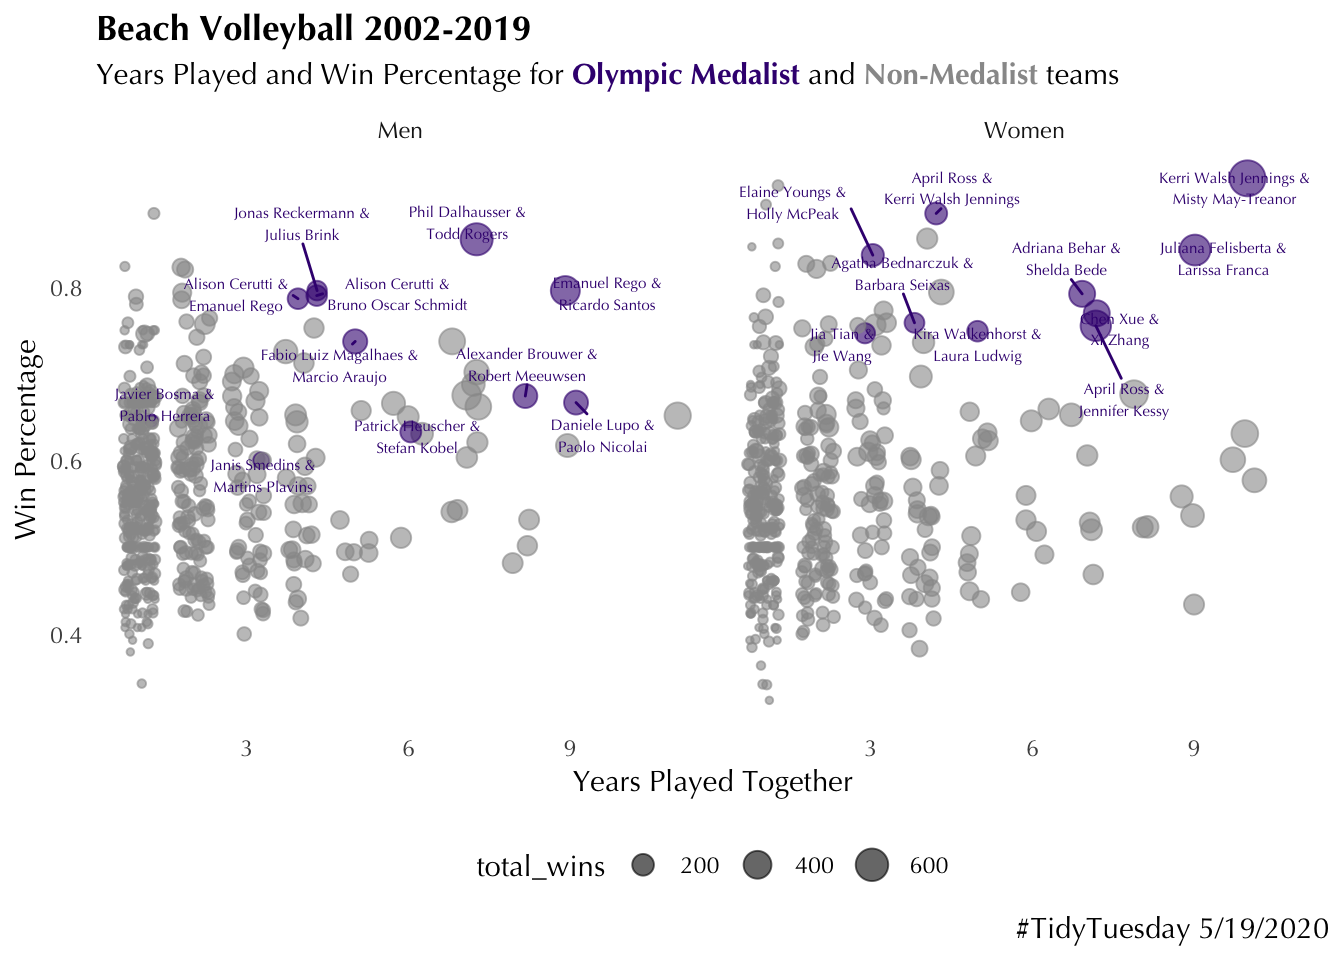 Beach Volleyball 2002-2019
Years Played and Win Percentage for Olympic Medalist and Non-Medalist teams
Men
Women
Win Percentage
0.8
0.6
0.4
Jonas Reckermann &
Julius Brink
Phil Dalhausser &
Todd Rogers
Alison Cerutti &
Emanuel Rego
Alison Cerutti &
Bruno Oscar Schmidt
Emanuel Rego &
Ricardo Santos
Fabio Luiz Magalhaes &
Marcio Araujo
Alexander Brouwer &
Robert Meeuwsen
Javier Bosma &
Pablo Herrera
Patrick Heuscher &
Stefan Kobel
Daniele Lupo &
Paolo Nicolai
Janis Smedins &
Martins Plavins
Elaine Youngs &
Holly McPeak
April Ross &
Kerri Walsh Jennings
Kerri Walsh Jennings &
Misty May-Treanor
Agatha Bednarczuk &
Barbara Seixas
Adriana Behar &
Shelda Bede
Juliana Felisberta &
Larissa Franca
Jia Tian &
Jie Wang
Kira Walkenhorst &
Laura Ludwig
Chen Xue &
Xi Zhang
April Ross &
Jennifer Kessy
3
6
9
3
6
9
Years Played Together
total_wins
200
400
600
#TidyTuesday 5/19/2020